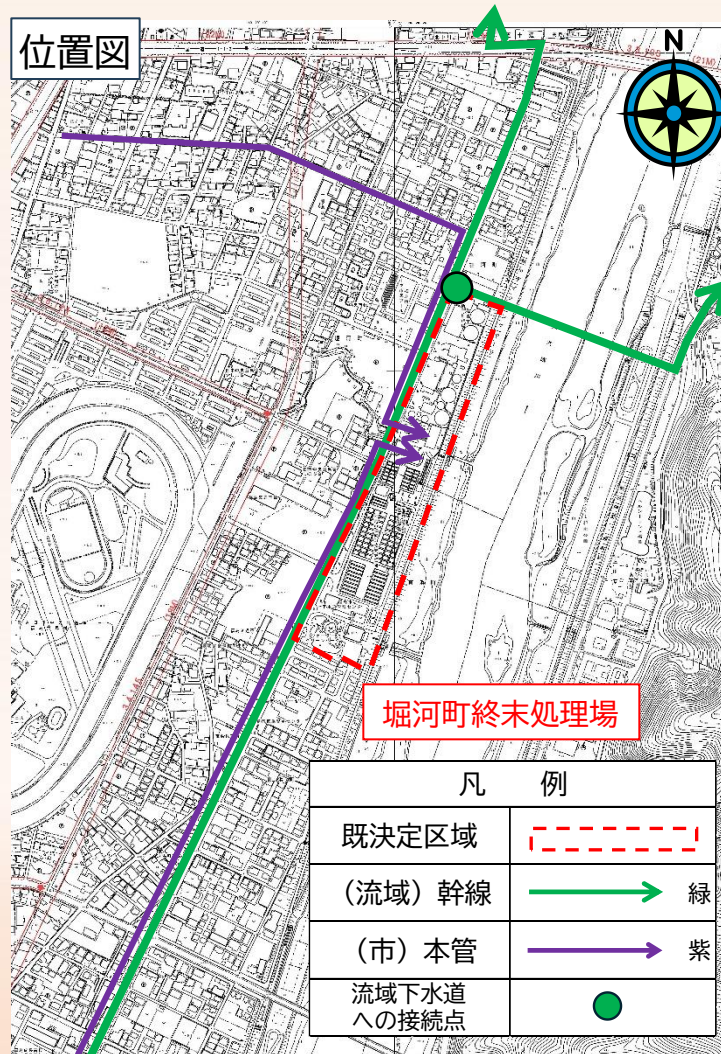 位置図
N
堀河町終末処理場
凡 例
既決定区域
(流域)幹線
緑
(市)本管
紫
流域下水道
への接続点